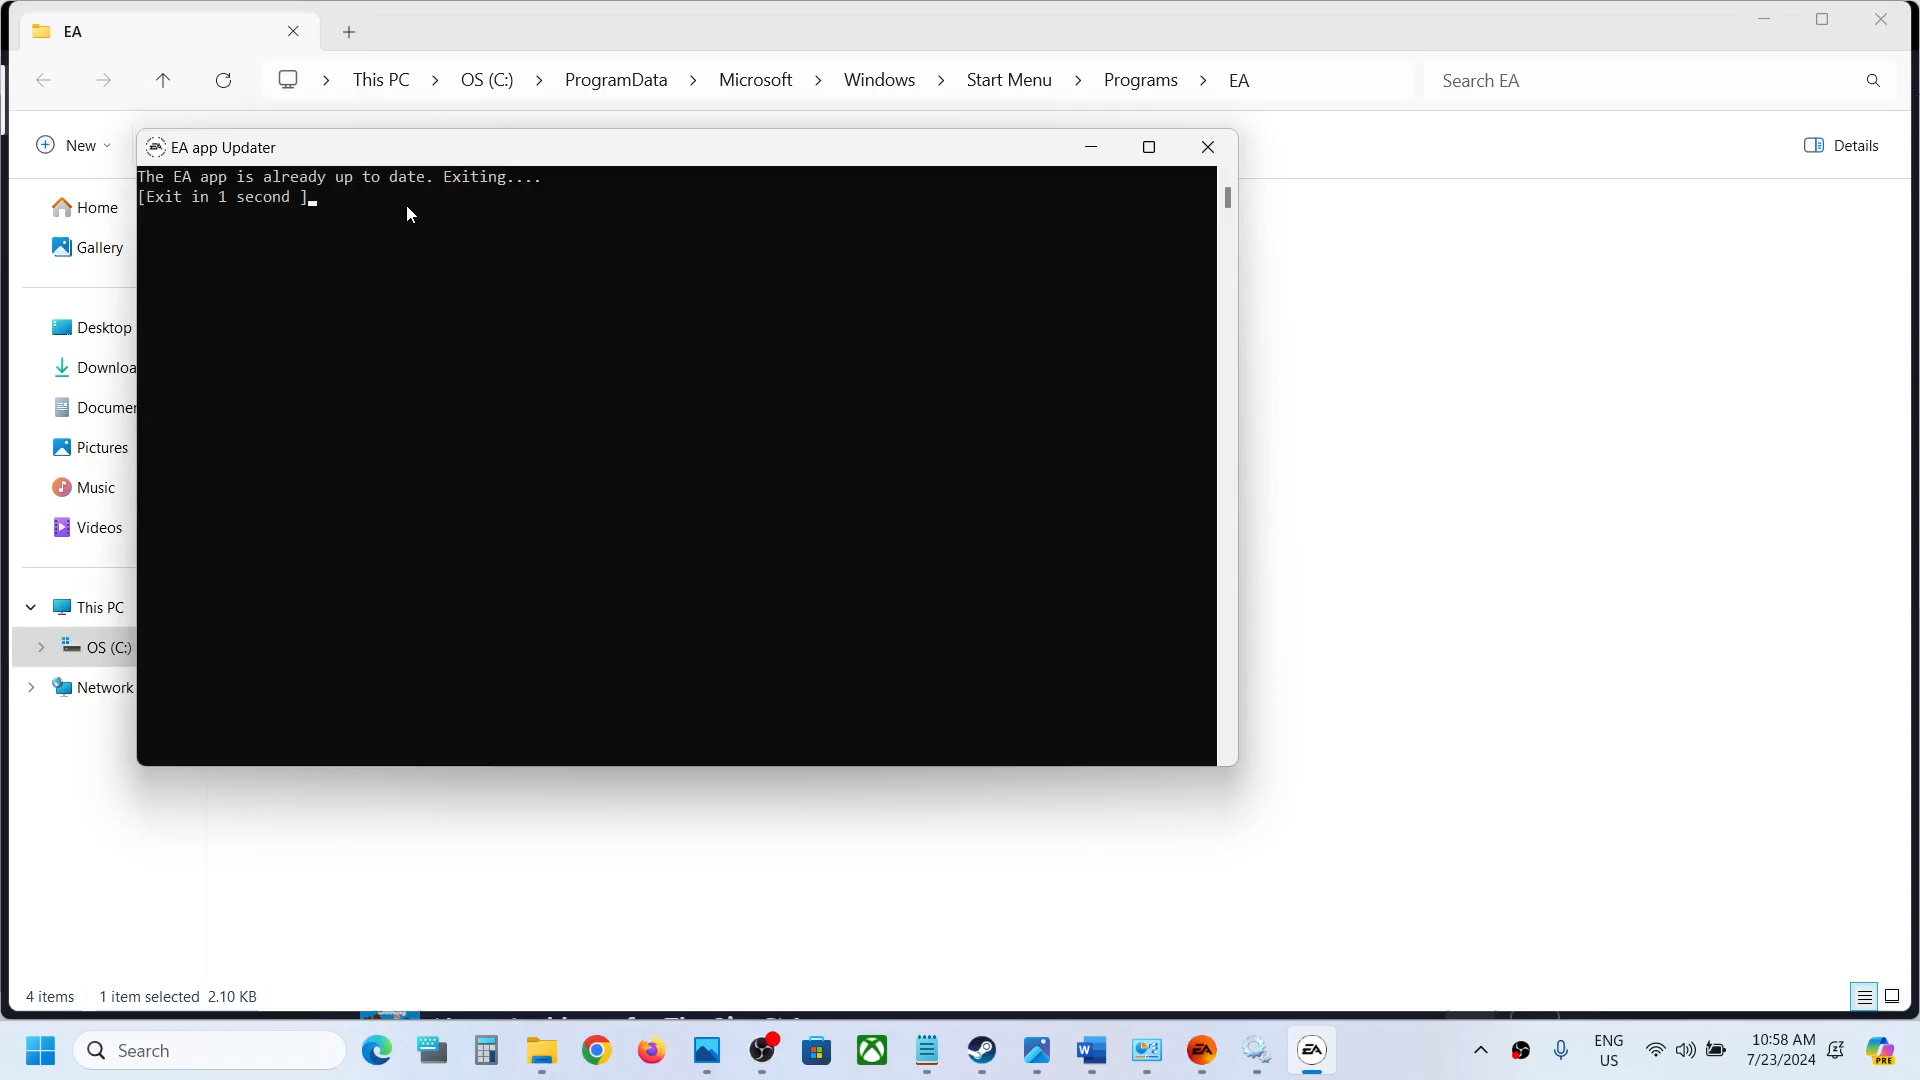 EA
This PC > OS (C:) > ProgramData > Microsoft > Windows > Start Menu > Programs > EA
Search EA
New
Details
EA app Updater
The EA app is already up to date. Exiting....
[Exit in 1 second ]
Home
Gallery
Desktop
Downloa
Documen
Pictures
Music
Videos
This PC
OS (C:)
Network
4 items
1 item selected 2.10 KB
Search
ENG
US
10:58 AM
7/23/2024
PRE